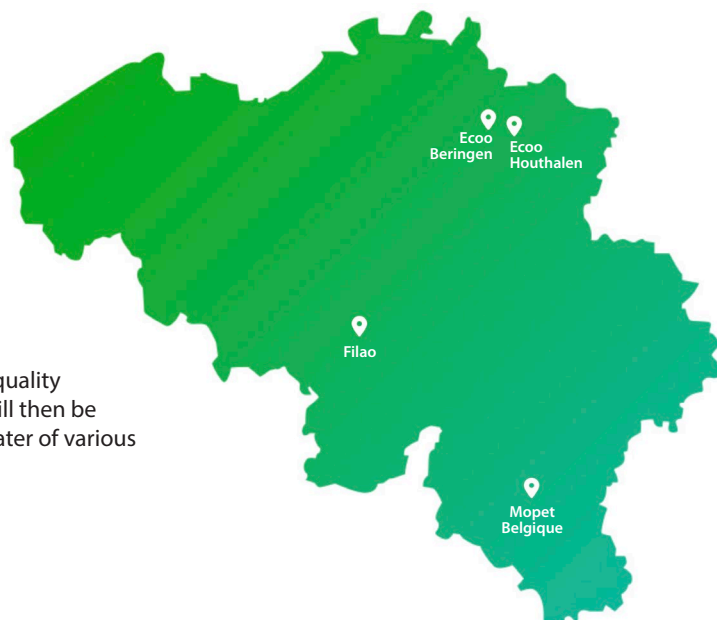 Ecoo
Beringen
Ecoo
Houthalen
Filao
quality
ill then be
ater of various
Mopet
Belgique